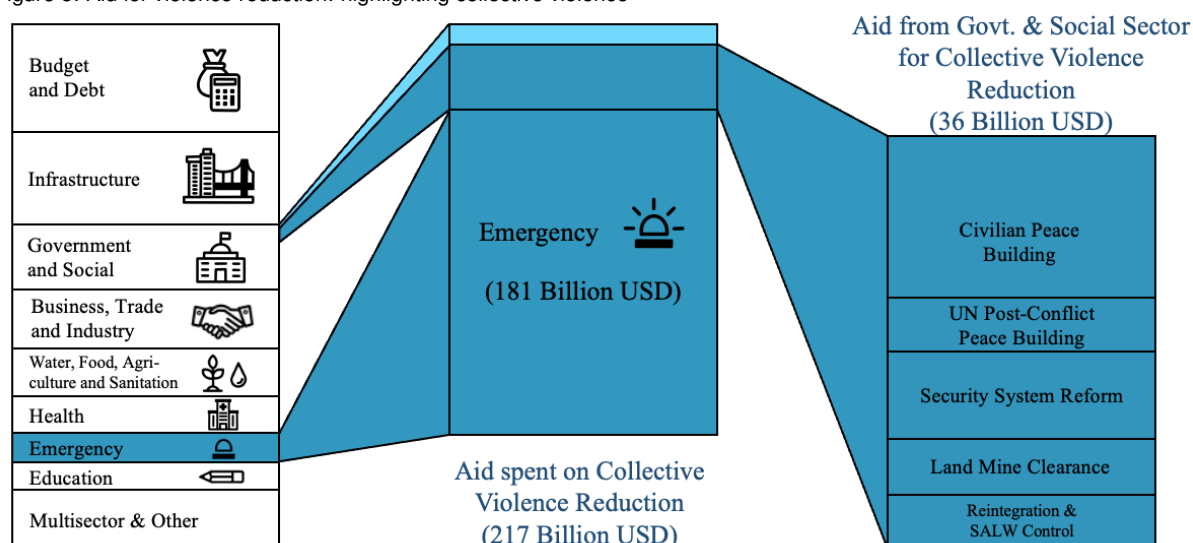 Budget
and Debt
Infrastructure
Government
and Social
Business, Trade
and Industry
Water, Food, Agri-
culture and Sanitation
Health
Emergency
Education
Multisector & Other
Emergency
(181 Billion USD)
Aid spent on Collective
Violence Reduction
(217 Billion USD)
Aid from Govt. & Social Sector
for Collective Violence
Reduction
(36 Billion USD)
Civilian Peace
Building
UN Post-Conflict
Peace Building
Security System Reform
Land Mine Clearance
Reintegration &
SALW Control